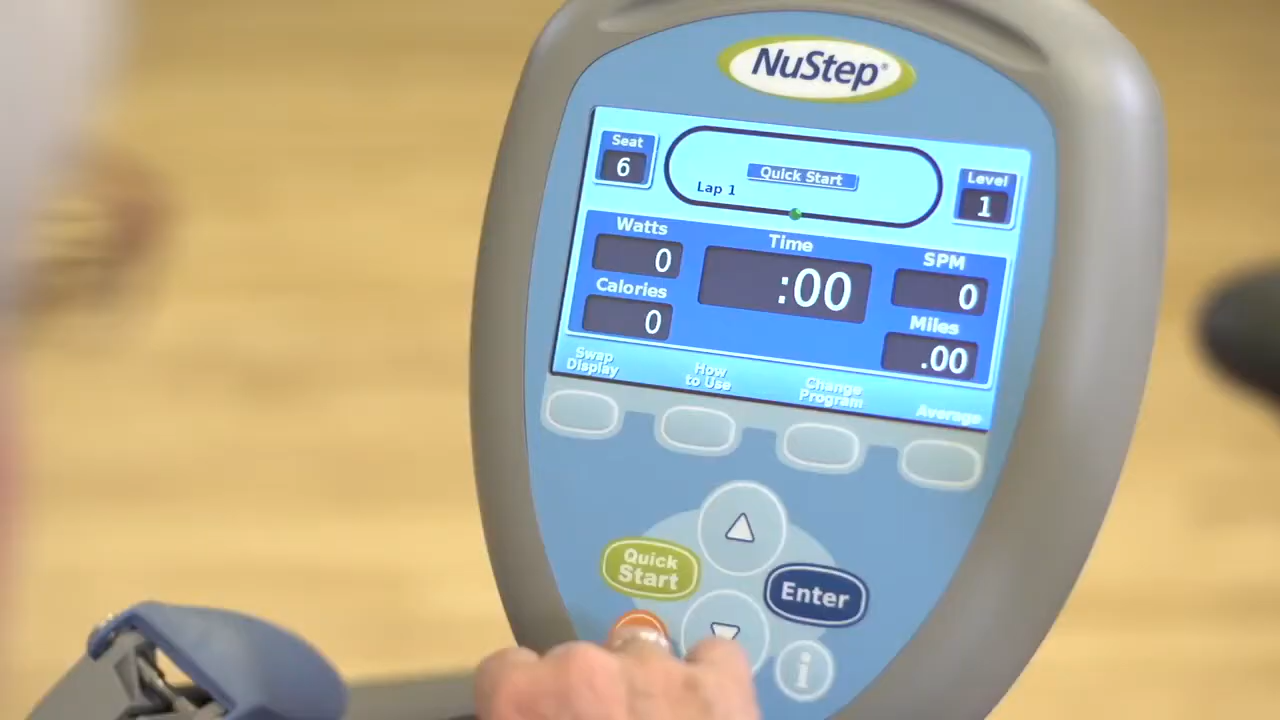 NuStep®
Seat
6
Quick Start
Lap 1
Level
1
Watts
0
Time
:00
SPM
0
Calories
0
Miles
.00
Swap
Display
How
to Use
Change
Program
Average
Quick
Start
Enter
i